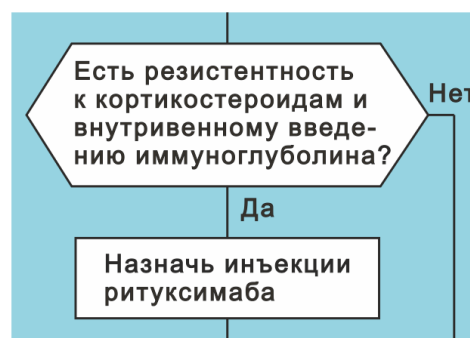 Есть резистентность
к кортикостероидам и
внутривенному введе-
нию иммуноглуболина?
Нет
Да
Назначь инъекции
ритуксимаба